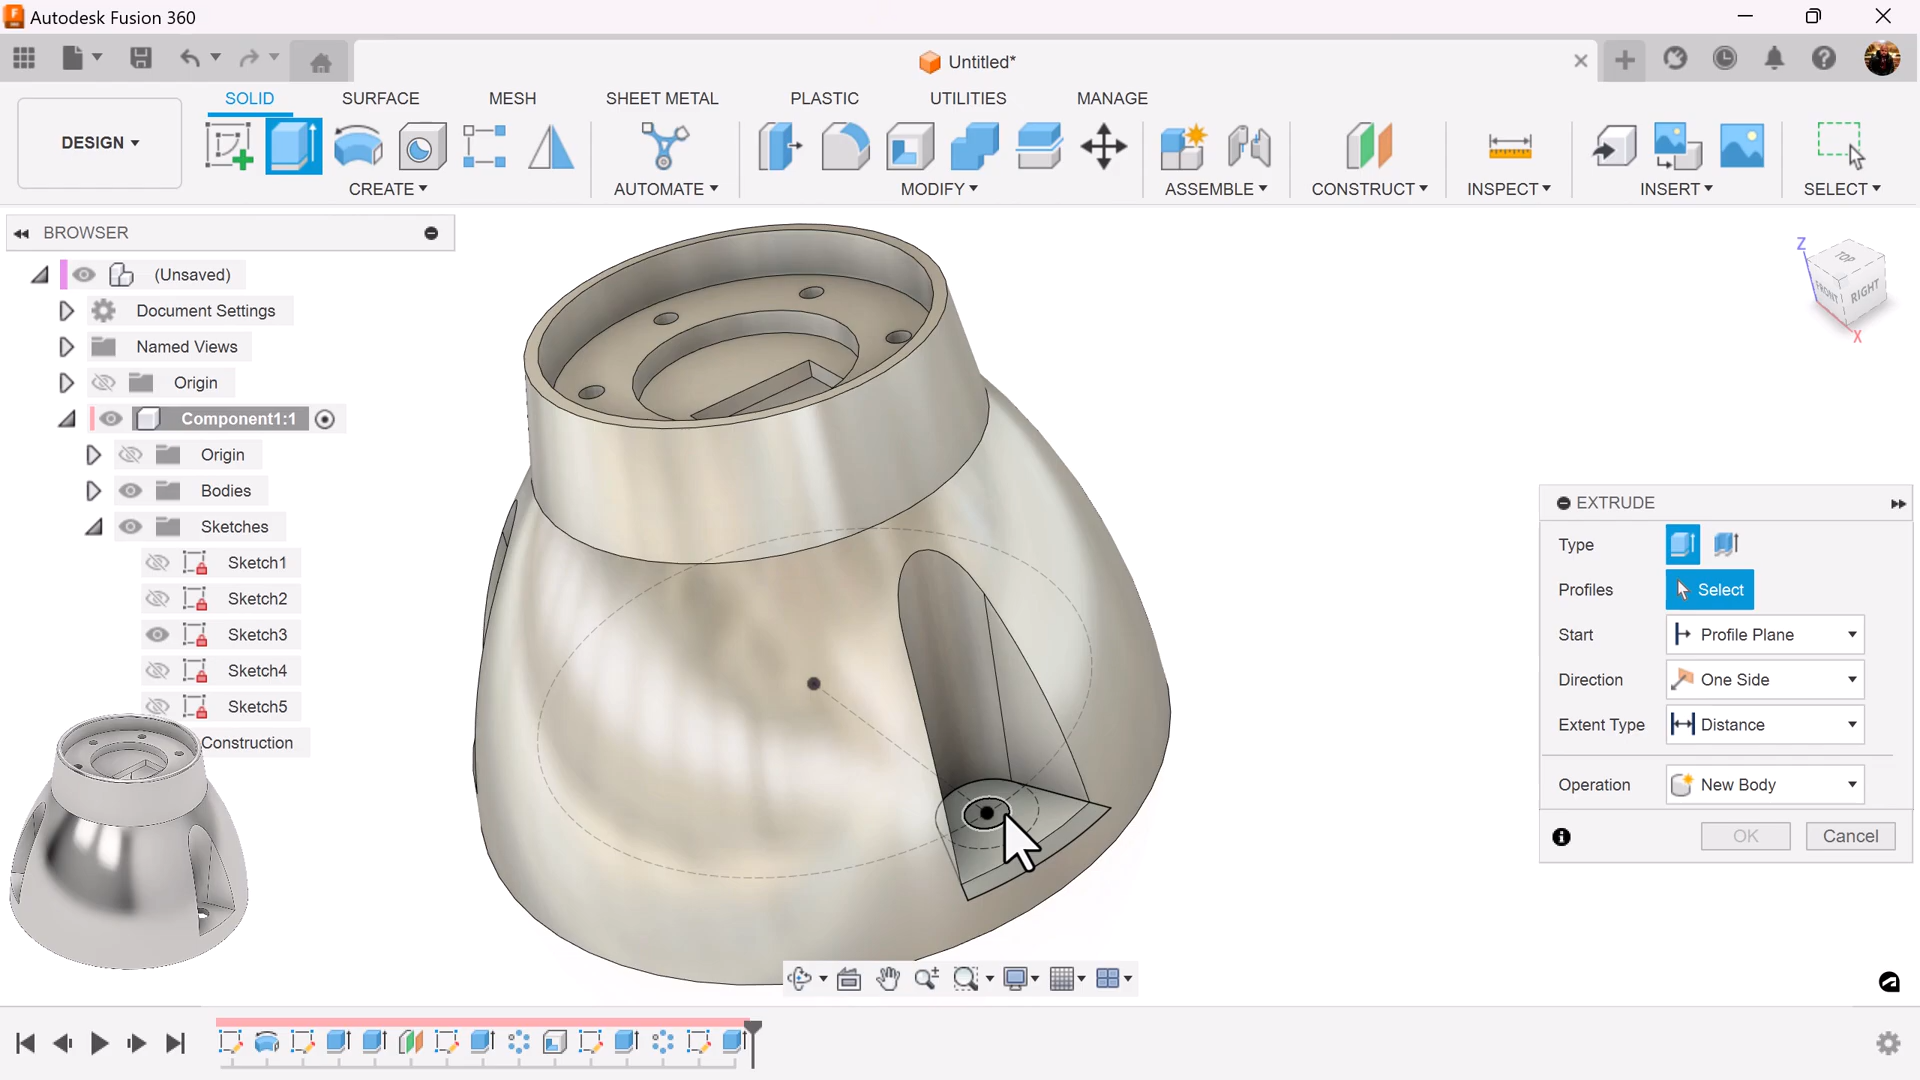 Autodesk Fusion 360
Untitled*
SOLID
SURFACE
MESH
SHEET METAL
PLASTIC
UTILITIES
MANAGE
DESIGN
CREATE
AUTOMATE
MODIFY
ASSEMBLE
CONSTRUCT
INSPECT
INSERT
SELECT
BROWSER
(Unsaved)
Document Settings
Named Views
Origin
Component1:1
Origin
Bodies
Sketches
Sketch1
Sketch2
Sketch3
Sketch4
Sketch5
Construction
Z
TOP
FRONT
RIGHT
X
EXTRUDE
Type
Profiles
Select
Start
Profile Plane
Direction
One Side
Extent Type
Distance
Operation
New Body
OK
Cancel